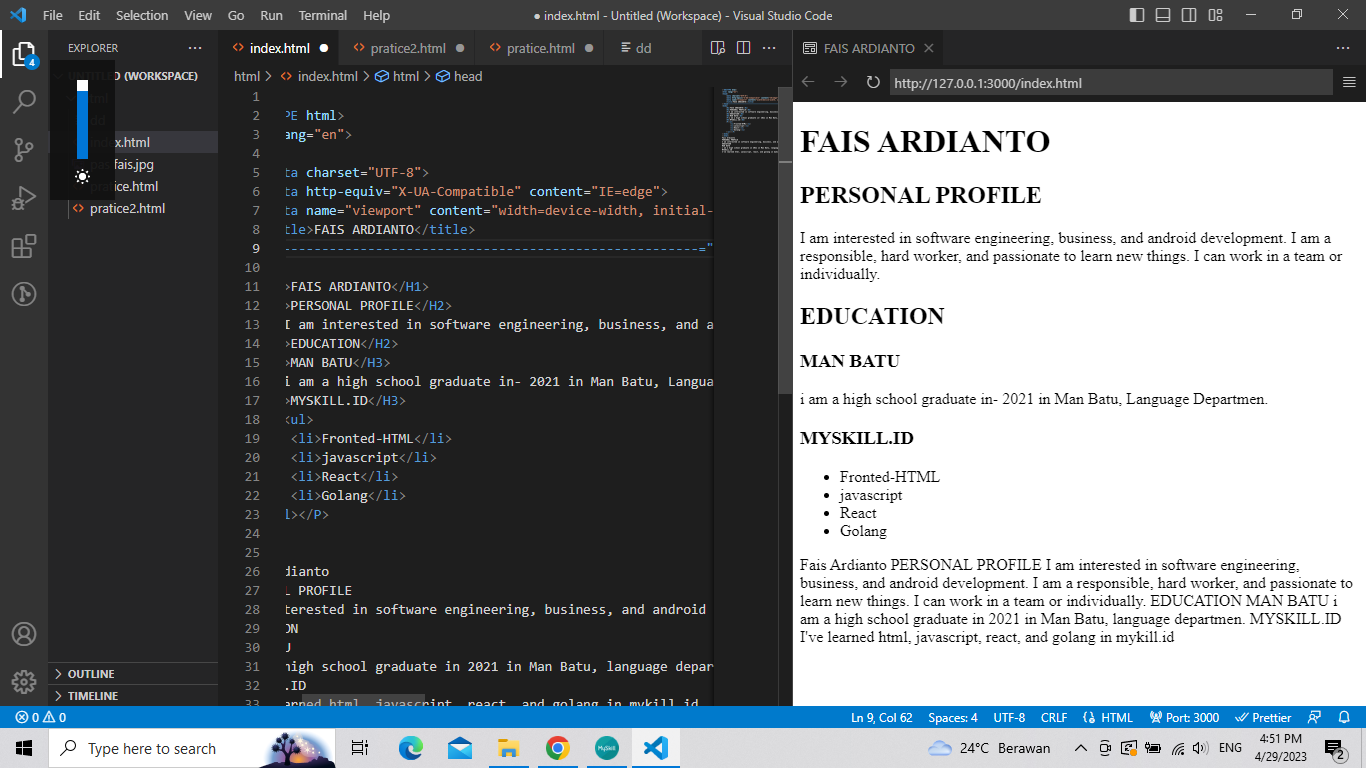 File Edit Selection View Go Run Terminal Help
● index.html - Untitled (Workspace) - Visual Studio Code
EXPLORER
(WORKSPACE)
index.html
fais.jpg
pratice.html
pratice2.html
OUTLINE
TIMELINE
4
index.html pratice2.html pratice.html dd
html > index.html > html > head
1
2 PE html>
3 ang="en">
4
5 ta charset="UTF-8">
6 ta http-equiv="X-UA-Compatible" content="IE=edge">
7 ta name="viewport" content="width=device-width, initial-
8 tle>FAIS ARDIANTO</title>
9 ------------------------------------------------------="
10
11 >FAIS ARDIANTO</H1>
12 >PERSONAL PROFILE</H2>
13 I am interested in software engineering, business, and a
14 >EDUCATION</H2>
15 >MAN BATU</H3>
16 i am a high school graduate in- 2021 in Man Batu, Langua
17 >MYSKILL.ID</H3>
18 <ul>
19 <li>Fronted-HTML</li>
20 <li>javascript</li>
21 <li>React</li>
22 <li>Golang</li>
23 l></P>
24
25
26 dianto
27 L PROFILE
28 terested in software engineering, business, and android
29 ON
30 U
31 high school graduate in 2021 in Man Batu, language depar
32 .ID
33 arned html, javascript, react, and golang in mykill.id
FAIS ARDIANTO
http://127.0.0.1:3000/index.html
FAIS ARDIANTO
PERSONAL PROFILE
I am interested in software engineering, business, and android development. I am a
responsible, hard worker, and passionate to learn new things. I can work in a team or
individually.
EDUCATION
MAN BATU
i am a high school graduate in- 2021 in Man Batu, Language Departmen.
MYSKILL.ID
• Fronted-HTML
• javascript
• React
• Golang
Fais Ardianto PERSONAL PROFILE I am interested in software engineering,
business, and android development. I am a responsible, hard worker, and passionate to
learn new things. I can work in a team or individually. EDUCATION MAN BATU i
am a high school graduate in 2021 in Man Batu, language departmen. MYSKILL.ID
I've learned html, javascript, react, and golang in mykill.id
0 0 Ln 9, Col 62 Spaces: 4 UTF-8 CRLF HTML Port: 3000 Prettier
Type here to search
MySkill
24°C Berawan
ENG
4:51 PM
4/29/2023
2